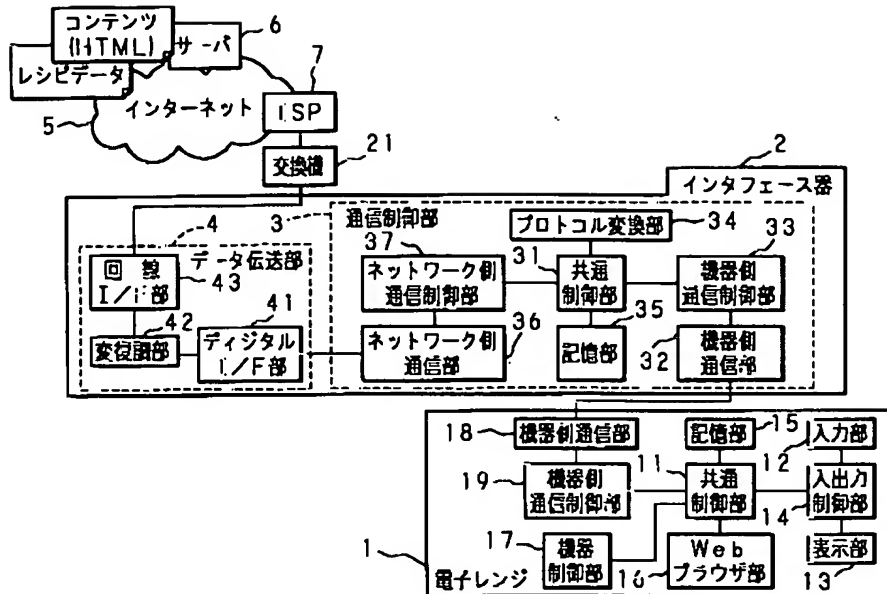 コンテンツ
(HTML)
レシピデータ
サーバ
6
7
インターネット
5
ISP
交換機
21
2
インタフェース器
3
通信制御部
プロトコル変換部
34
4
データ伝送部
回線
I/F部
43
37
ネットワーク側
通信制御部
31
共通
制御部
33
機器側
通信制御部
42
変復調部
41
ディジタル
I/F部
ネットワーク側
通信部
36
35
記憶部
機器側
通信部
32
18
機器側通信部
記憶部
15
12
入力部
19
機器側
通信制御部
11
共通
制御部
入出力
制御部
14
1
17
機器
制御部
Web
ブラウザ部
16
表示部
13
電子レンジ